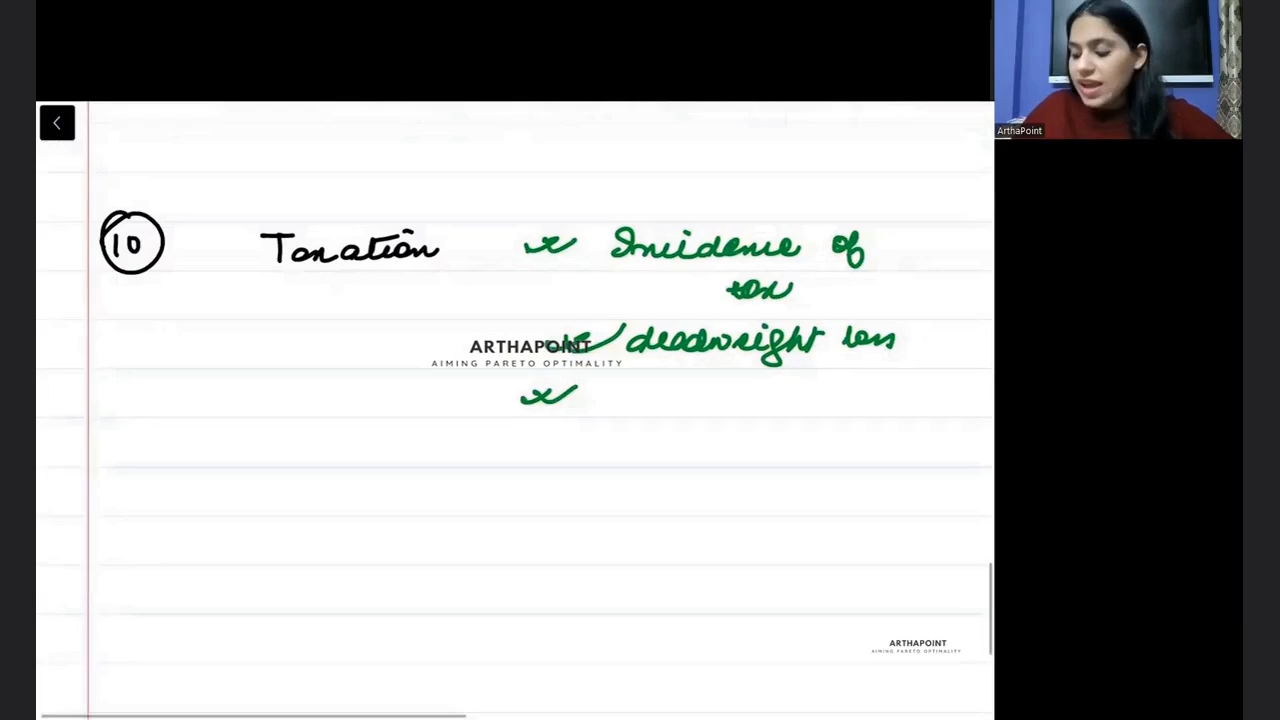 ArthaPoint
10 Taxation Incidence of
tax
deadweight loss
ARTHAPOINT
AIMING PARETO OPTIMALITY
ARTHAPOINT
AIMING PARETO OPTIMALITY